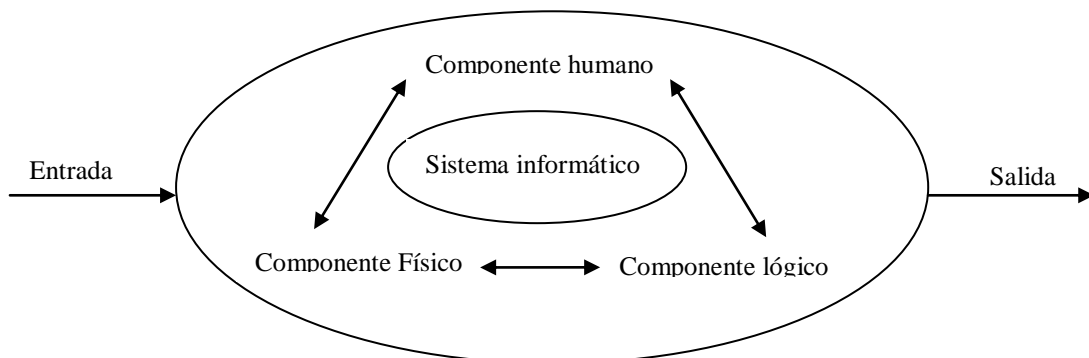 Componente humano
Sistema informático
Entrada
Salida
Componente Físico
Componente lógico